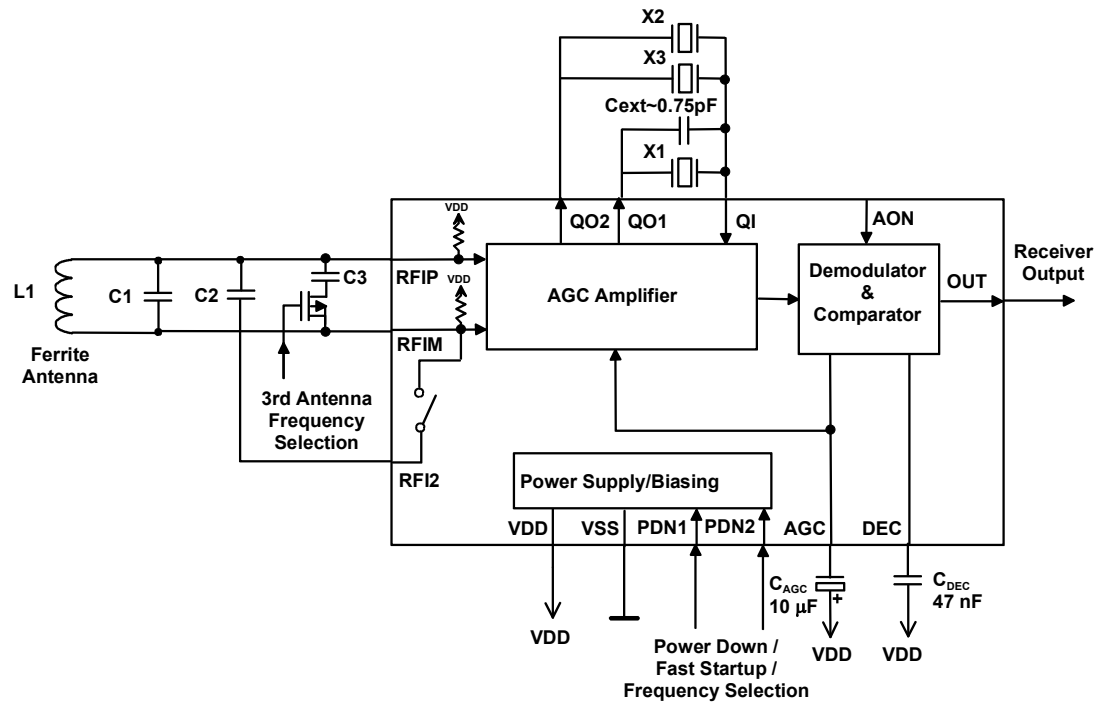 X2
X3
Cext~0.75pF
X1
VDD
QO2
QO1
QI
AON
Receiver
Output
VDD
RFIP
C3
L1
C1
C2
AGC Amplifier
Demodulator
&
Comparator
OUT
RFIM
Ferrite
Antenna
3rd Antenna
Frequency
Selection
RFI2
Power Supply/Biasing
VDD
VSS
PDN1
PDN2
AGC
DEC
CAGC
10 µF
+
CDEC
47 nF
VDD
Power Down /
Fast Startup /
Frequency Selection
VDD
VDD